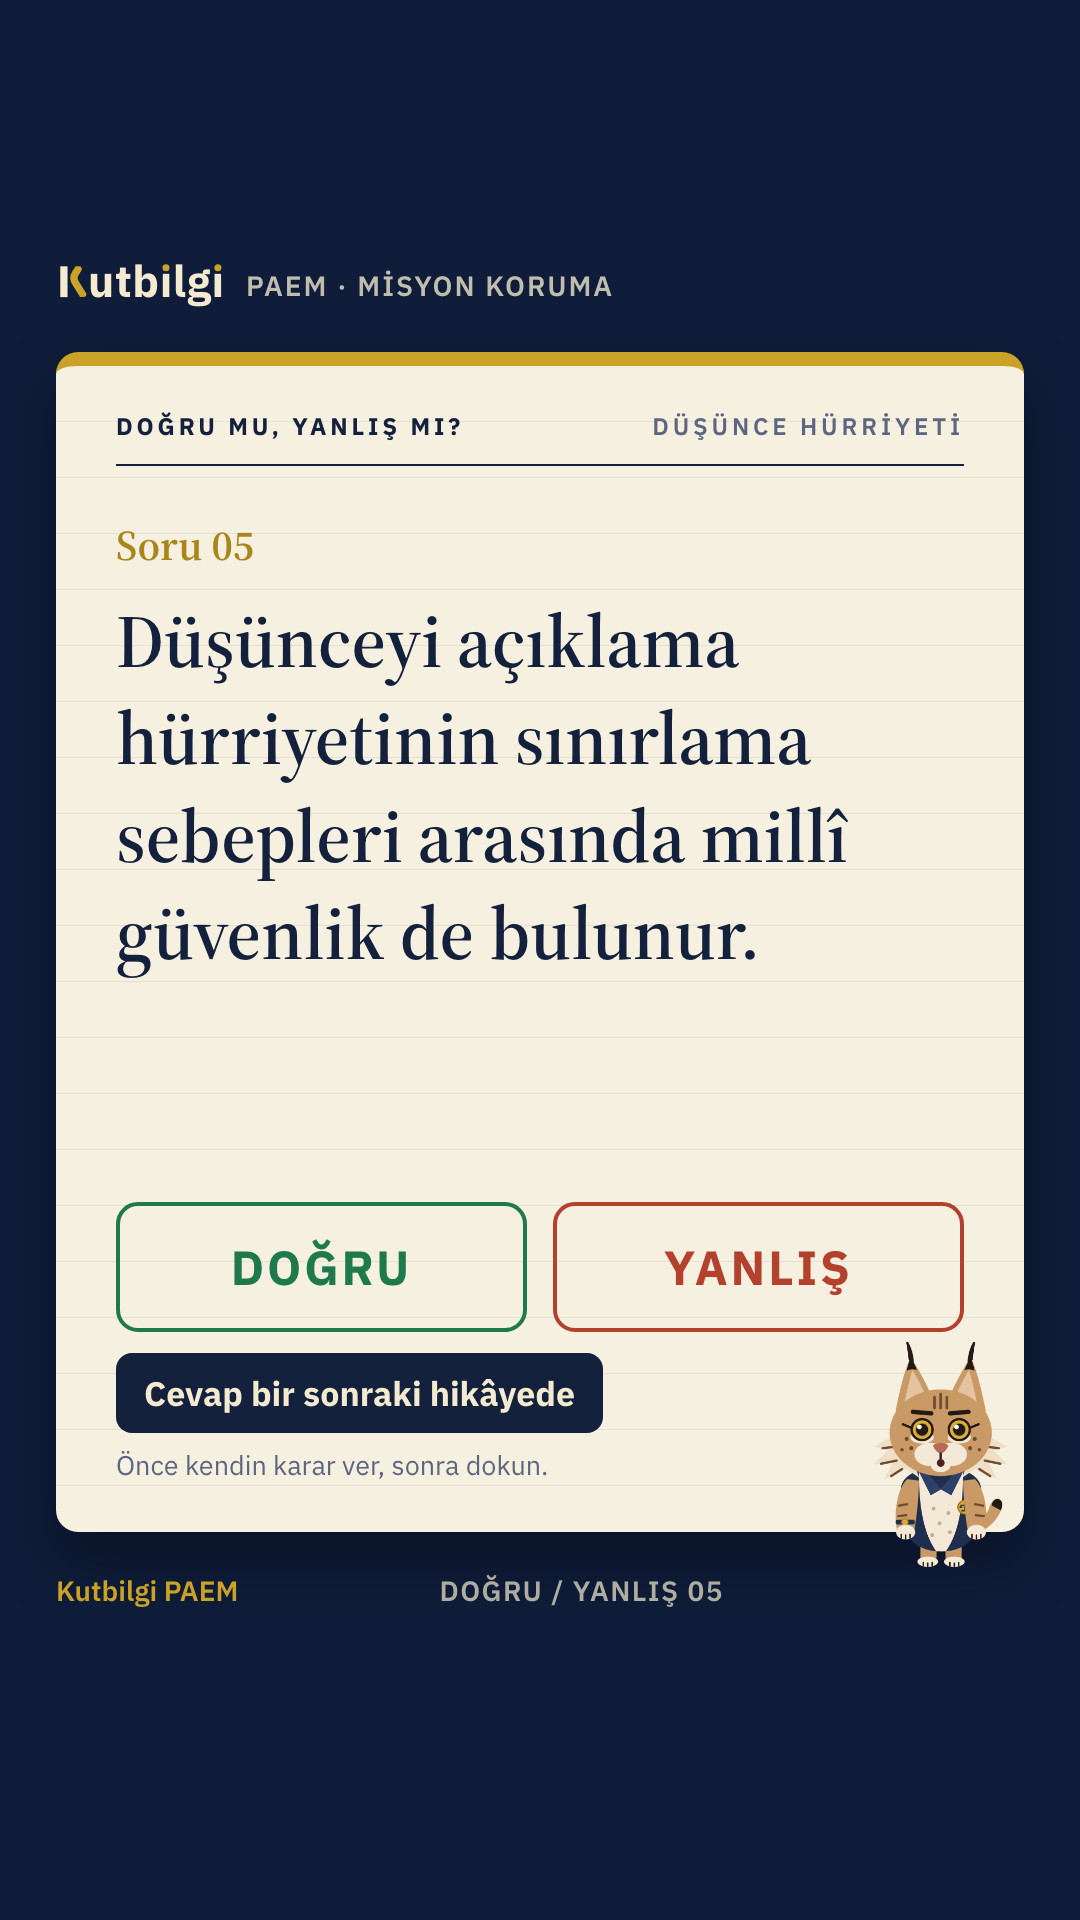 Kutbilgi PAEM · MİSYON KORUMA
DOĞRU MU, YANLIŞ MI? DÜŞÜNCE HÜRRİYETİ
Soru 05
Düşünceyi açıklama
hürriyetinin sınırlama
sebepleri arasında millî
güvenlik de bulunur.
DOĞRU YANLIŞ
Cevap bir sonraki hikâyede
Önce kendin karar ver, sonra dokun.
Kutbilgi PAEM DOĞRU / YANLIŞ 05